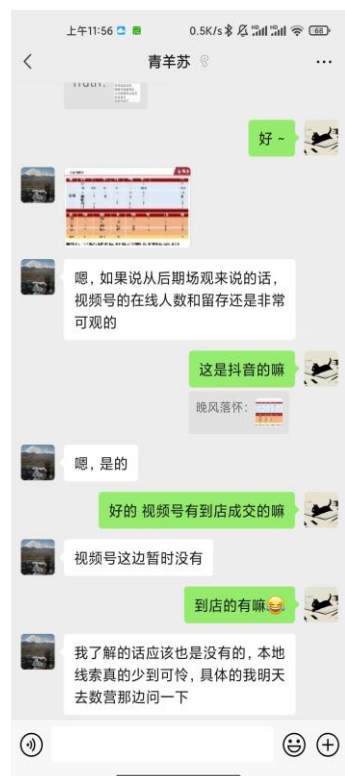 上午11:56
0.5K/s
88
青羊苏
好 ~
嗯，如果说从后期场观来说的话，
视频号的在线人数和留存还是非常
可观的
这是抖音的嘛
晚风落怀：
嗯，是的
好的 视频号有到店成交的嘛
视频号这边暂时没有
到店的有嘛😂
我了解的话应该也是没有的，本地
线索真的少到可怜，具体的我明天
去数营那边问一下